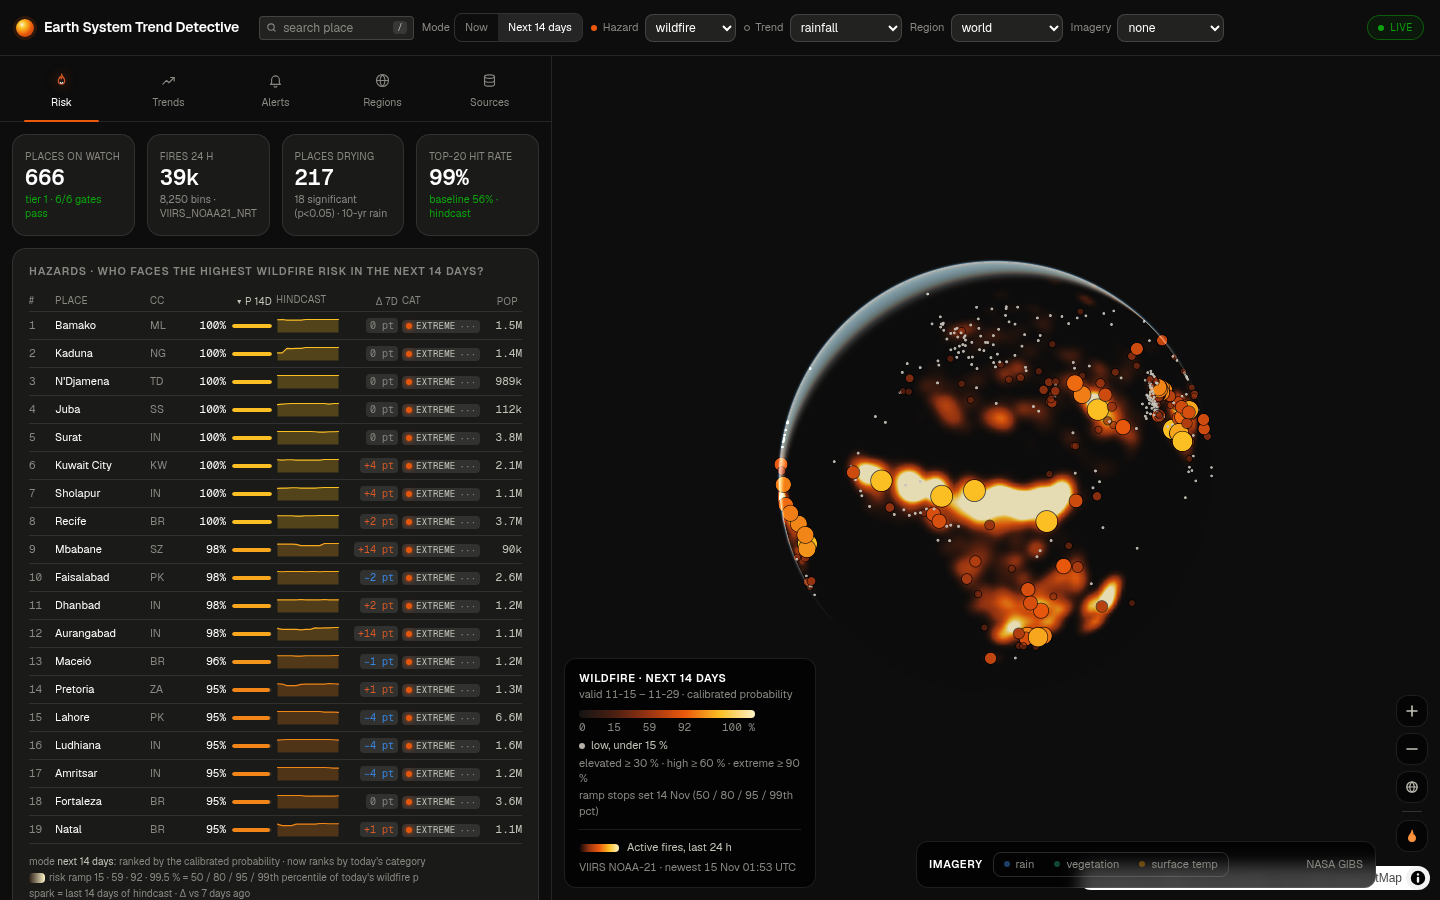 Earth System Trend Detective
search place /
Mode Now Next 14 days
Hazard wildfire
Trend rainfall
Region world
Imagery none
LIVE
Risk Trends Alerts Regions Sources
PLACES ON WATCH
666
tier 1 · 6/6 gates
pass
FIRES 24 H
39k
8,250 bins ·
VIIRS_NOAA21_NRT
PLACES DRYING
217
18 significant
(p<0.05) · 10-yr rain
TOP-20 HIT RATE
99%
baseline 56% ·
hindcast
HAZARDS · WHO FACES THE HIGHEST WILDFIRE RISK IN THE NEXT 14 DAYS?
# PLACE CC ▾ P 14D HINDCAST Δ 7D CAT POP
1 Bamako ML 100% 0 pt EXTREME ··· 1.5M
2 Kaduna NG 100% 0 pt EXTREME ··· 1.4M
3 N'Djamena TD 100% 0 pt EXTREME ··· 989k
4 Juba SS 100% 0 pt EXTREME ··· 112k
5 Surat IN 100% 0 pt EXTREME ··· 3.8M
6 Kuwait City KW 100% +4 pt EXTREME ··· 2.1M
7 Sholapur IN 100% +4 pt EXTREME ··· 1.1M
8 Recife BR 100% +2 pt EXTREME ··· 3.7M
9 Mbabane SZ 98% +14 pt EXTREME ··· 90k
10 Faisalabad PK 98% −2 pt EXTREME ··· 2.6M
11 Dhanbad IN 98% +2 pt EXTREME ··· 1.2M
12 Aurangabad IN 98% +14 pt EXTREME ··· 1.1M
13 Maceió BR 96% −1 pt EXTREME ··· 1.2M
14 Pretoria ZA 95% +1 pt EXTREME ··· 1.3M
15 Lahore PK 95% −4 pt EXTREME ··· 6.6M
16 Ludhiana IN 95% −4 pt EXTREME ··· 1.6M
17 Amritsar IN 95% −4 pt EXTREME ··· 1.2M
18 Fortaleza BR 95% 0 pt EXTREME ··· 3.6M
19 Natal BR 95% +1 pt EXTREME ··· 1.1M
mode next 14 days: ranked by the calibrated probability · now ranks by today's category
risk ramp 15 · 59 · 92 · 99.5 % = 50 / 80 / 95 / 99th percentile of today's wildfire p
spark = last 14 days of hindcast · Δ vs 7 days ago
WILDFIRE · NEXT 14 DAYS
valid 11-15 – 11-29 · calibrated probability
0 15 59 92 100 %
low, under 15 %
elevated ≥ 30 % · high ≥ 60 % · extreme ≥ 90
%
ramp stops set 14 Nov (50 / 80 / 95 / 99th
pct)
Active fires, last 24 h
VIIRS NOAA-21 · newest 15 Nov 01:53 UTC
IMAGERY rain vegetation surface temp NASA GIBS
tMap